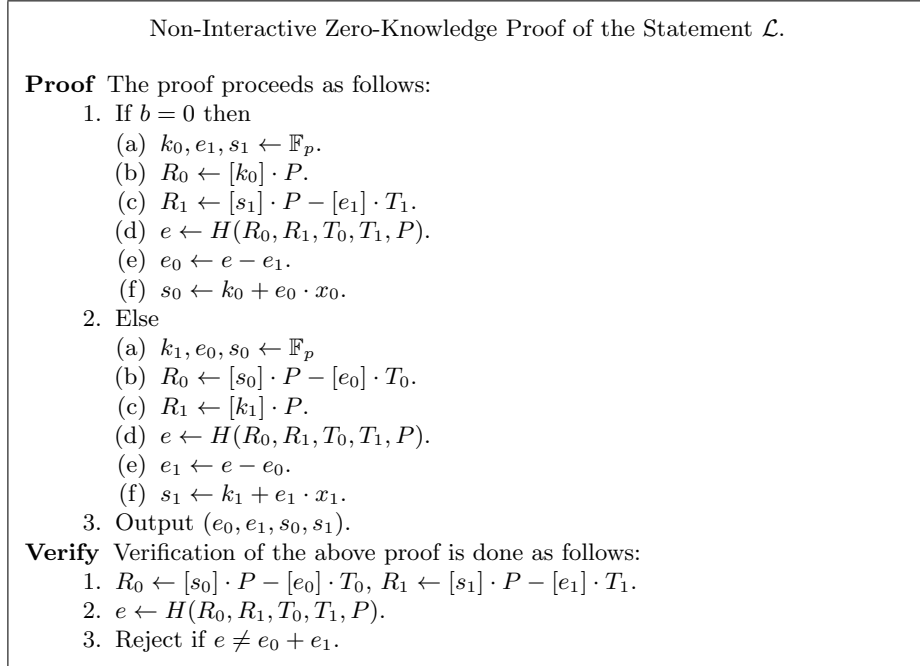 Non-Interactive Zero-Knowledge Proof of the Statement ℒ.
Proof The proof proceeds as follows:
1. If b = 0 then
(a) k₀, e₁, s₁ ← 𝔽ₚ.
(b) R₀ ← [k₀] · P.
(c) R₁ ← [s₁] · P − [e₁] · T₁.
(d) e ← H(R₀, R₁, T₀, T₁, P).
(e) e₀ ← e − e₁.
(f) s₀ ← k₀ + e₀ · x₀.
2. Else
(a) k₁, e₀, s₀ ← 𝔽ₚ
(b) R₀ ← [s₀] · P − [e₀] · T₀.
(c) R₁ ← [k₁] · P.
(d) e ← H(R₀, R₁, T₀, T₁, P).
(e) e₁ ← e − e₀.
(f) s₁ ← k₁ + e₁ · x₁.
3. Output (e₀, e₁, s₀, s₁).
Verify Verification of the above proof is done as follows:
1. R₀ ← [s₀] · P − [e₀] · T₀, R₁ ← [s₁] · P − [e₁] · T₁.
2. e ← H(R₀, R₁, T₀, T₁, P).
3. Reject if e ≠ e₀ + e₁.